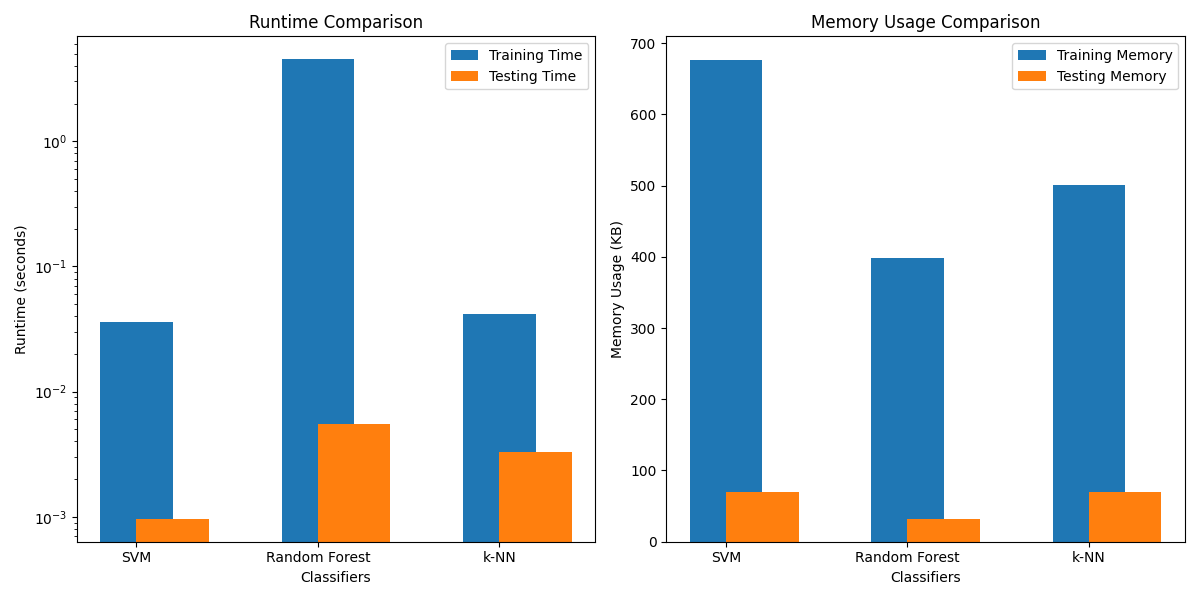 Runtime Comparison
Training Time
Testing Time
10⁰
10⁻¹
10⁻²
10⁻³
Runtime (seconds)
SVM
Random Forest
k-NN
Classifiers
Memory Usage Comparison
Training Memory
Testing Memory
700
600
500
400
300
200
100
0
Memory Usage (KB)
SVM
Random Forest
k-NN
Classifiers